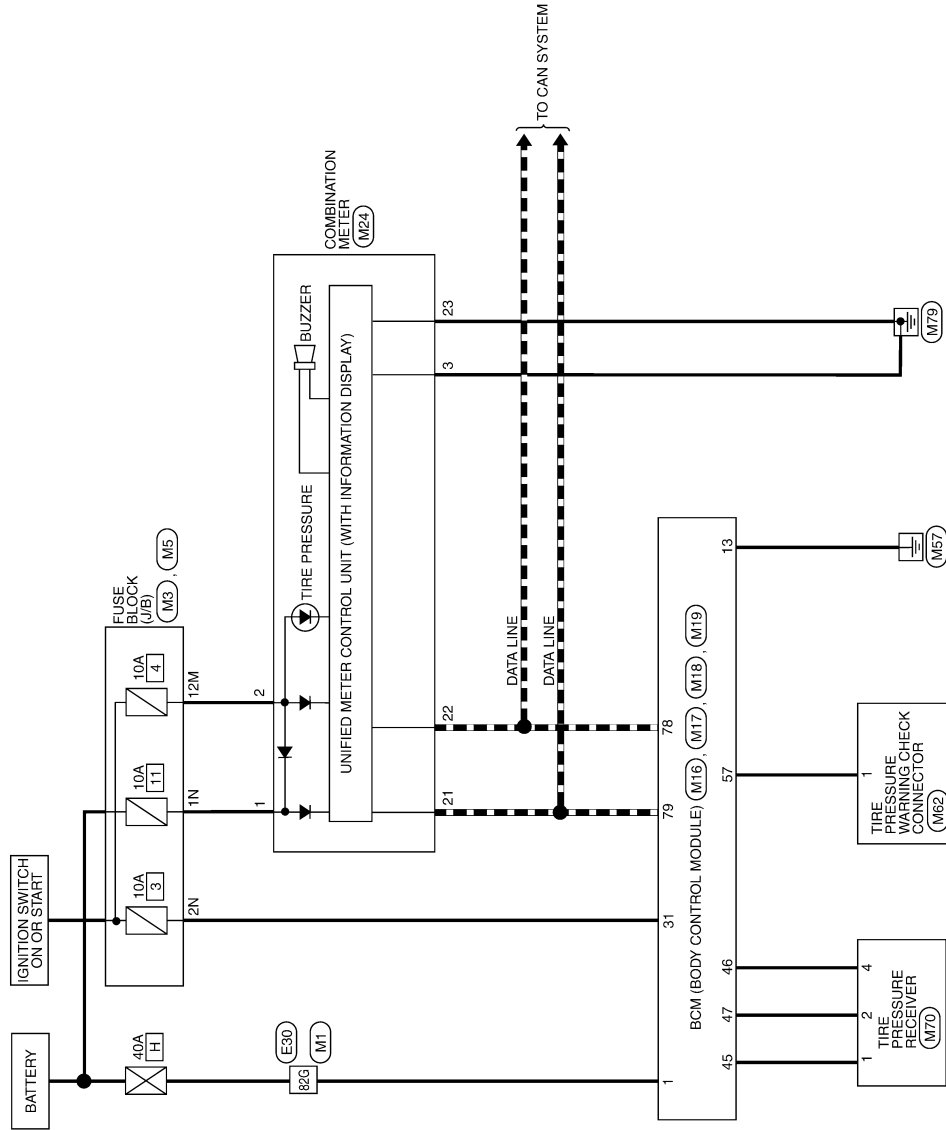 BATTERY
IGNITION SWITCH
ON OR START
FUSE
BLOCK
(J/B)
M3 , M5
40A
H
10A
3
10A
11
10A
4
2N
1N
12M
E30
82G
M1
COMBINATION
METER
M24
1
2
TIRE PRESSURE
BUZZER
UNIFIED METER CONTROL UNIT (WITH INFORMATION DISPLAY)
21
22
3
23
DATA LINE
DATA LINE
TO CAN SYSTEM
1
31
79
78
BCM (BODY CONTROL MODULE) M16 , M17 , M18 , M19
45
47
46
57
13
1
2
4
TIRE
PRESSURE
RECEIVER
M70
1
TIRE
PRESSURE
WARNING CHECK
CONNECTOR
M62
M57
M79